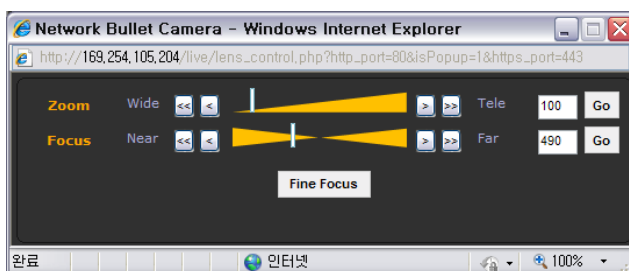 Network Bullet Camera - Windows Internet Explorer
http://169,254,105,204/live/lens_control.php?http_port=80&isPopup=1&https_port=443
Zoom Wide << < > >> Tele 100 Go
Focus Near << < > >> Far 490 Go
Fine Focus
완료 인터넷 100%